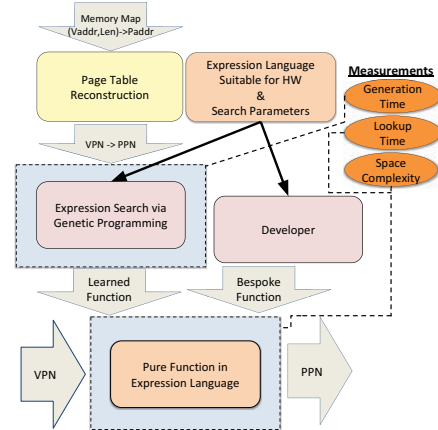 Memory Map
(Vaddr,Len)->Paddr
Page Table
Reconstruction
Expression Language
Suitable for HW
&
Search Parameters
Measurements
Generation
Time
Lookup
Time
Space
Complexity
VPN -> PPN
Expression Search via
Genetic Programming
Developer
Learned
Function
Bespoke
Function
VPN
Pure Function in
Expression Language
PPN